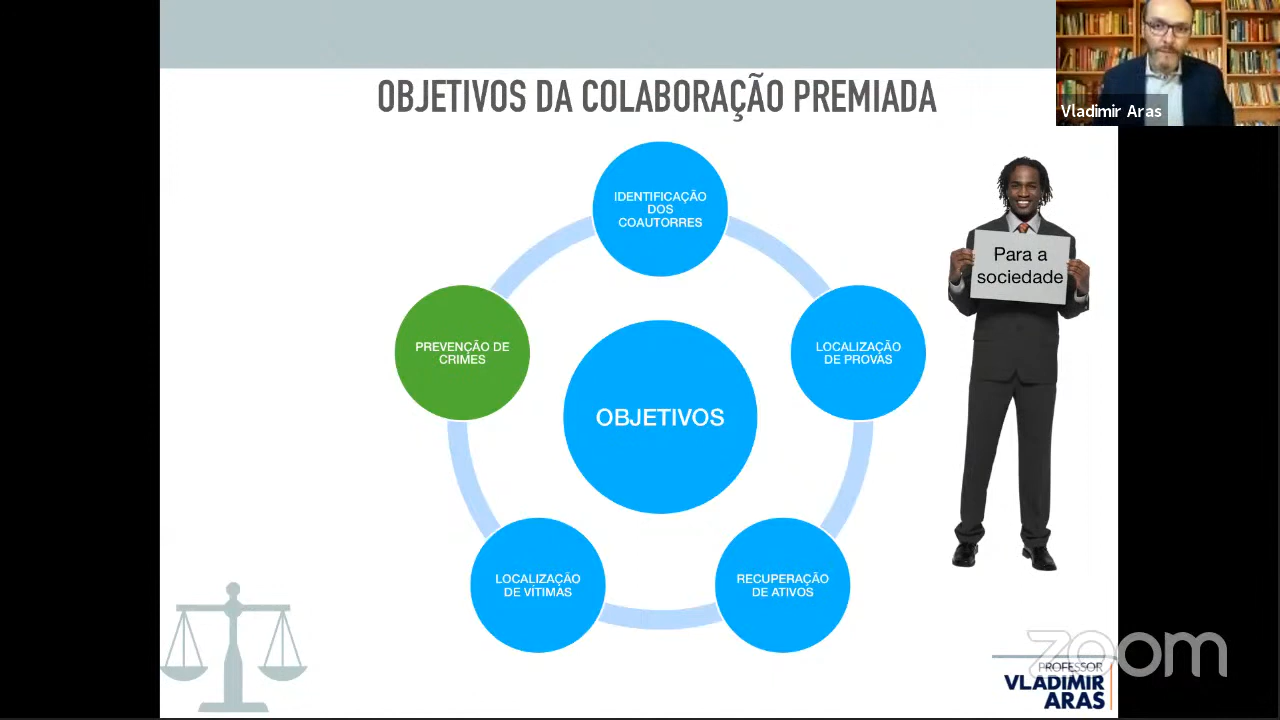 OBJETIVOS DA COLABORAÇÃO PREMIADA
Vladimir Aras
IDENTIFICAÇÃO
DOS
COAUTORRES
Para a
sociedade
PREVENÇÃO DE
CRIMES
LOCALIZAÇÃO
DE PROVAS
OBJETIVOS
LOCALIZAÇÃO
DE VÍTIMAS
RECUPERAÇÃO
DE ATIVOS
zoom
PROFESSOR
VLADIMIR
ARAS